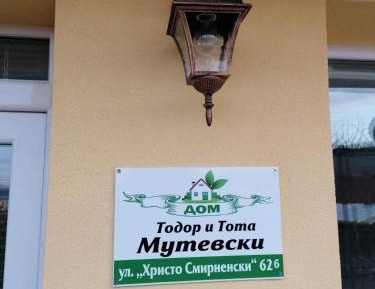 ДОМ
Тодор и Тота
Мутевски
ул. „Христо Смирненски“ 62б